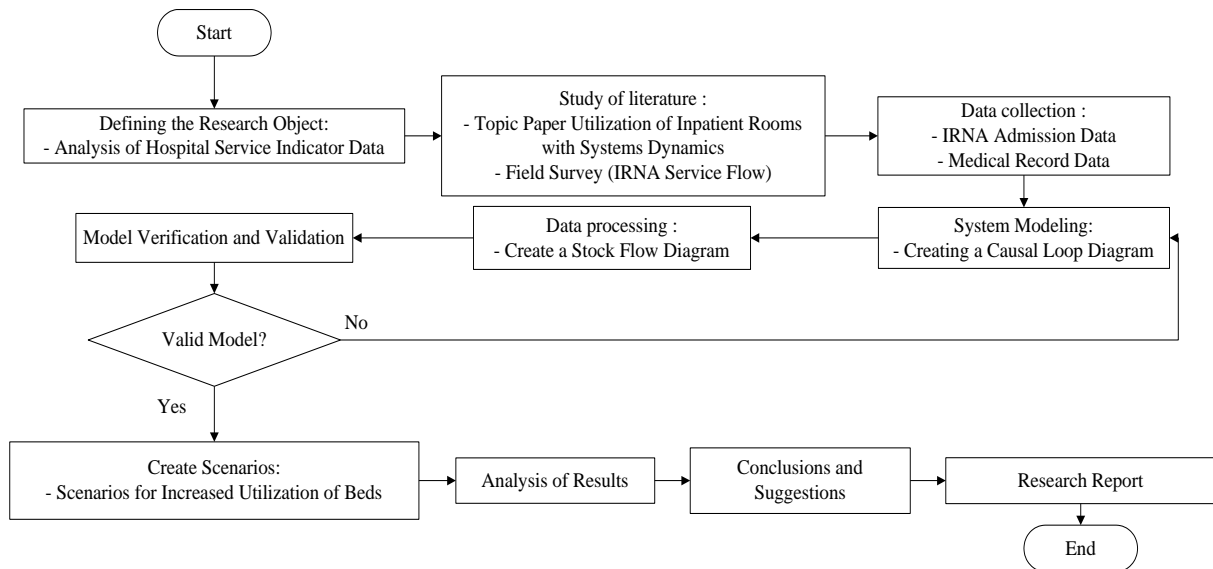 Start
Defining the Research Object:
- Analysis of Hospital Service Indicator Data
Study of literature :
- Topic Paper Utilization of Inpatient Rooms
with Systems Dynamics
- Field Survey (IRNA Service Flow)
Data collection :
- IRNA Admission Data
- Medical Record Data
System Modeling:
- Creating a Causal Loop Diagram
Data processing :
- Create a Stock Flow Diagram
Model Verification and Validation
Valid Model?
No
Yes
Create Scenarios:
- Scenarios for Increased Utilization of Beds
Analysis of Results
Conclusions and
Suggestions
Research Report
End